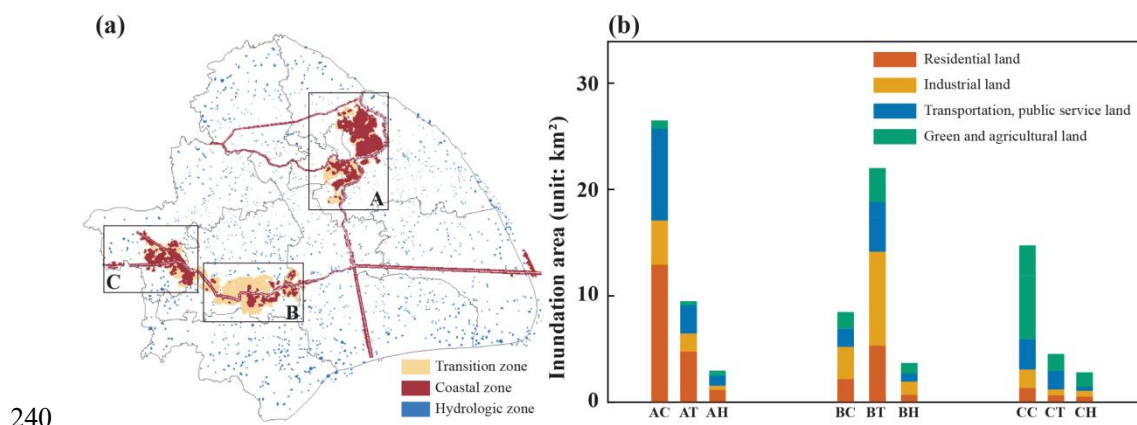 (a)
A
C
B
Transition zone
Coastal zone
Hydrologic zone
(b)
Inundation area (unit: km²)
30
20
10
0
Residential land
Industrial land
Transportation, public service land
Green and agricultural land
AC AT AH BC BT BH CC CT CH
240